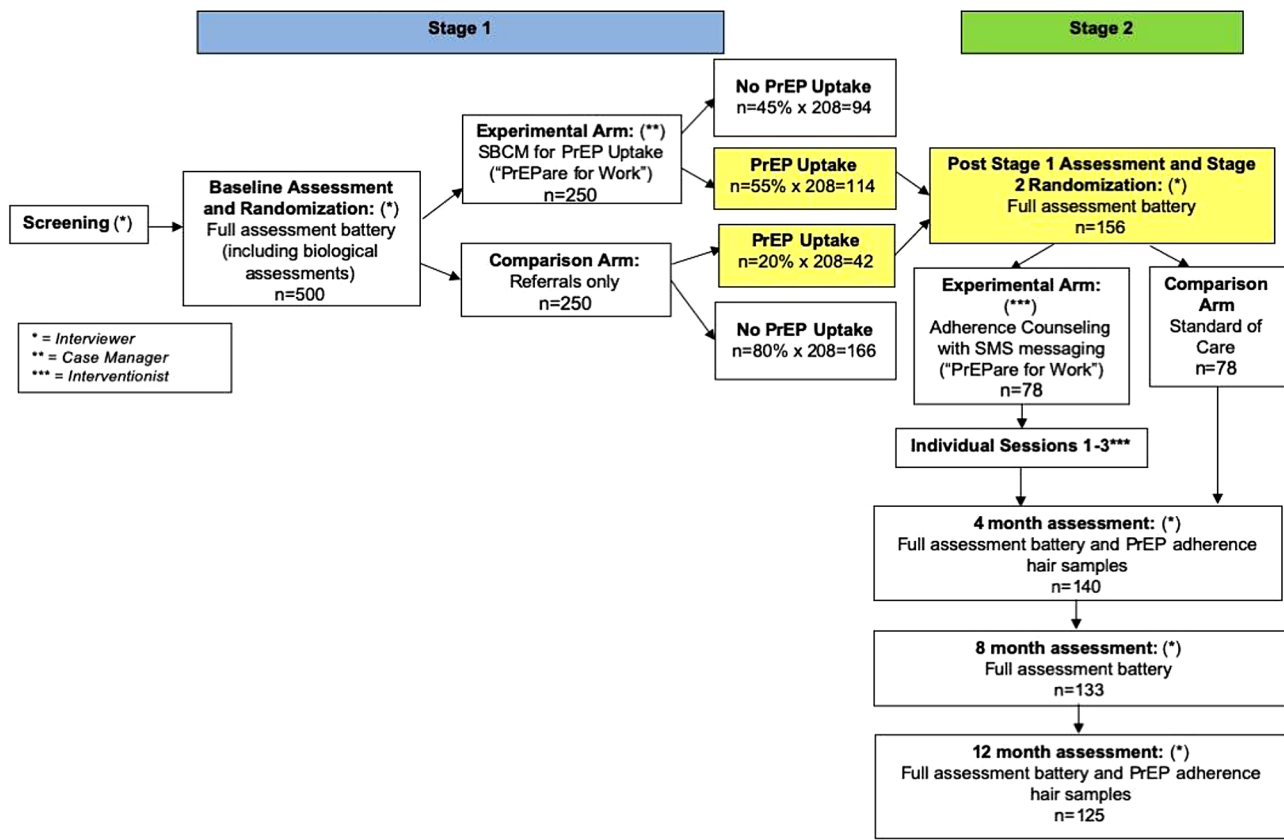 Stage 1
Stage 2
Screening (*)
Baseline Assessment
and Randomization: (*)
Full assessment battery
(including biological
assessments)
n=500
Experimental Arm: (**)
SBCM for PrEP Uptake
("PrEPare for Work")
n=250
Comparison Arm:
Referrals only
n=250
No PrEP Uptake
n=45% x 208=94
PrEP Uptake
n=55% x 208=114
PrEP Uptake
n=20% x 208=42
No PrEP Uptake
n=80% x 208=166
* = Interviewer
** = Case Manager
*** = Interventionist
Post Stage 1 Assessment and Stage
2 Randomization: (*)
Full assessment battery
n=156
Experimental Arm:
(***)
Adherence Counseling
with SMS messaging
("PrEPare for Work")
n=78
Comparison
Arm
Standard of
Care
n=78
Individual Sessions 1-3***
4 month assessment: (*)
Full assessment battery and PrEP adherence
hair samples
n=140
8 month assessment: (*)
Full assessment battery
n=133
12 month assessment: (*)
Full assessment battery and PrEP adherence
hair samples
n=125